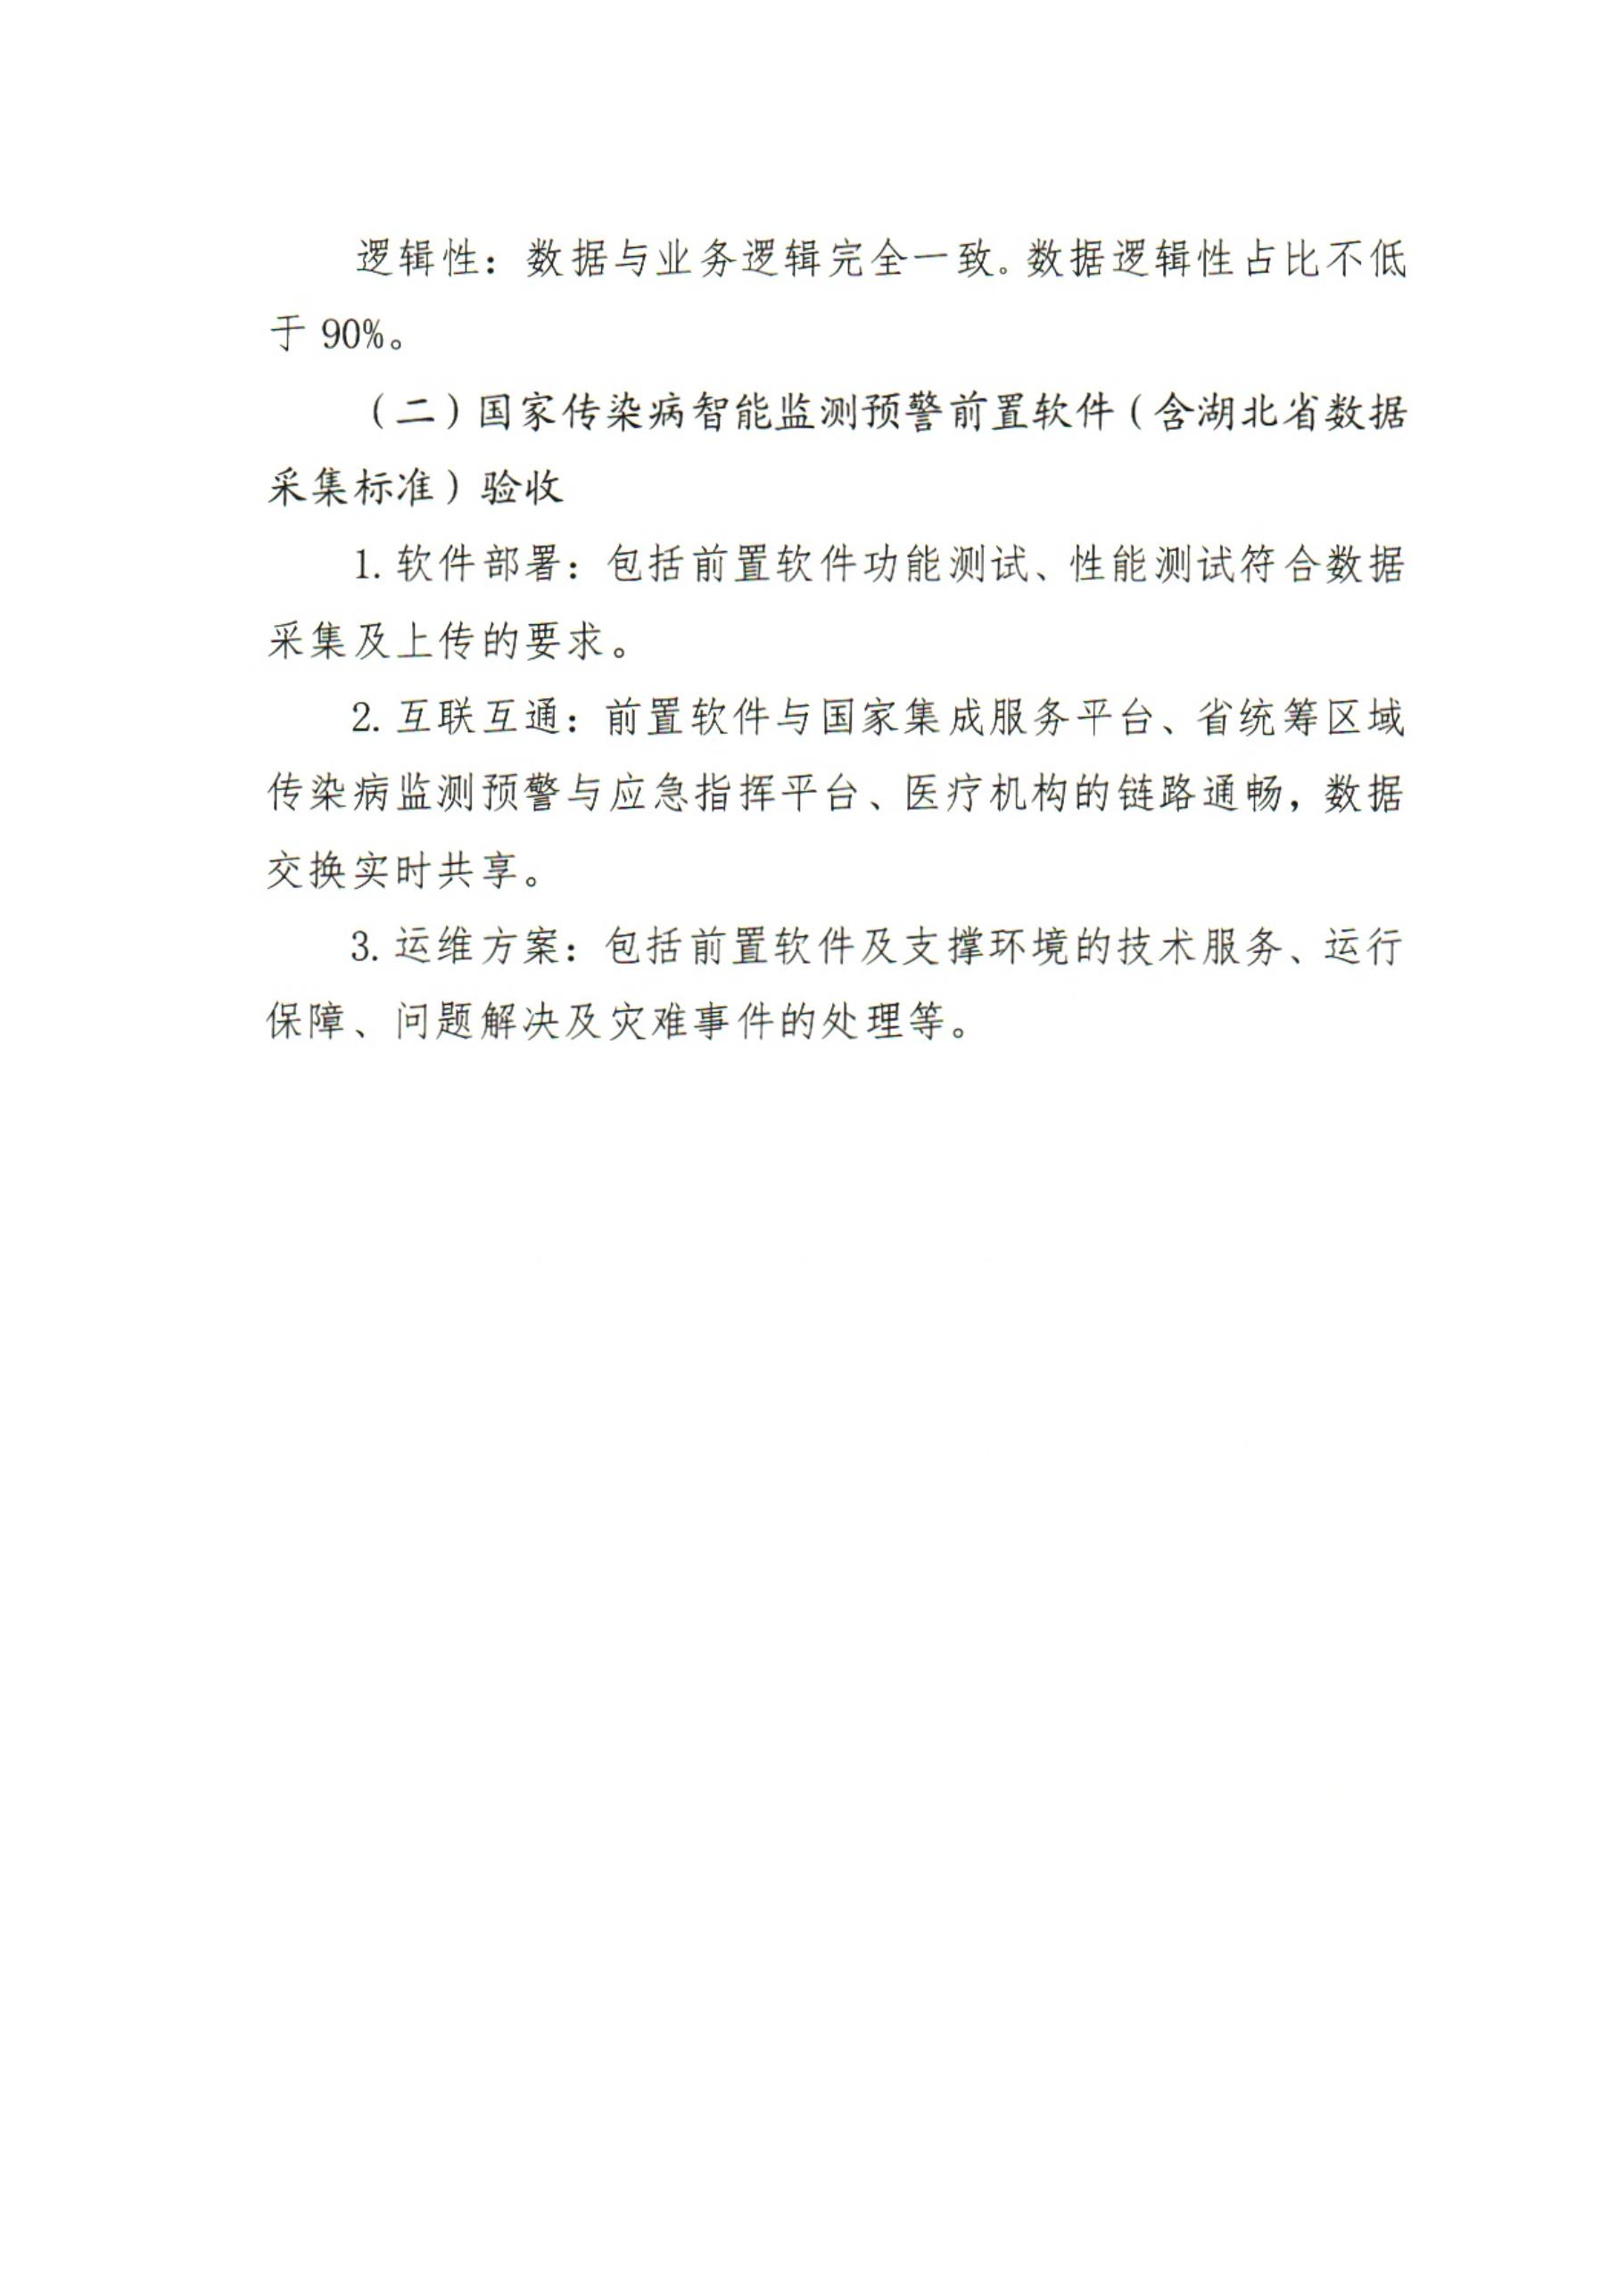 逻辑性：数据与业务逻辑完全一致。数据逻辑性占比不低
于 90%。
（二）国家传染病智能监测预警前置软件（含湖北省数据
采集标准）验收
1. 软件部署：包括前置软件功能测试、性能测试符合数据
采集及上传的要求。
2. 互联互通：前置软件与国家集成服务平台、省统筹区域
传染病监测预警与应急指挥平台、医疗机构的链路通畅，数据
交换实时共享。
3. 运维方案：包括前置软件及支撑环境的技术服务、运行
保障、问题解决及灾难事件的处理等。